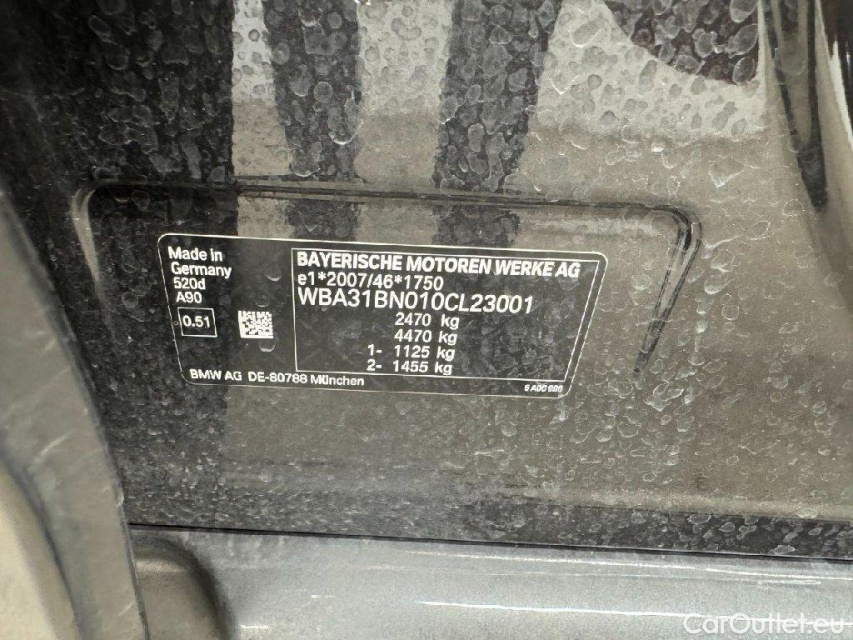 Made in
Germany
520d
A90
0.51
BAYERISCHE MOTOREN WERKE AG
e1*2007/46*1750
WBA31BN010CL23001
2470 kg
4470 kg
1- 1125 kg
2- 1455 kg
BMW AG DE-80788 München
CarOutlet.eu